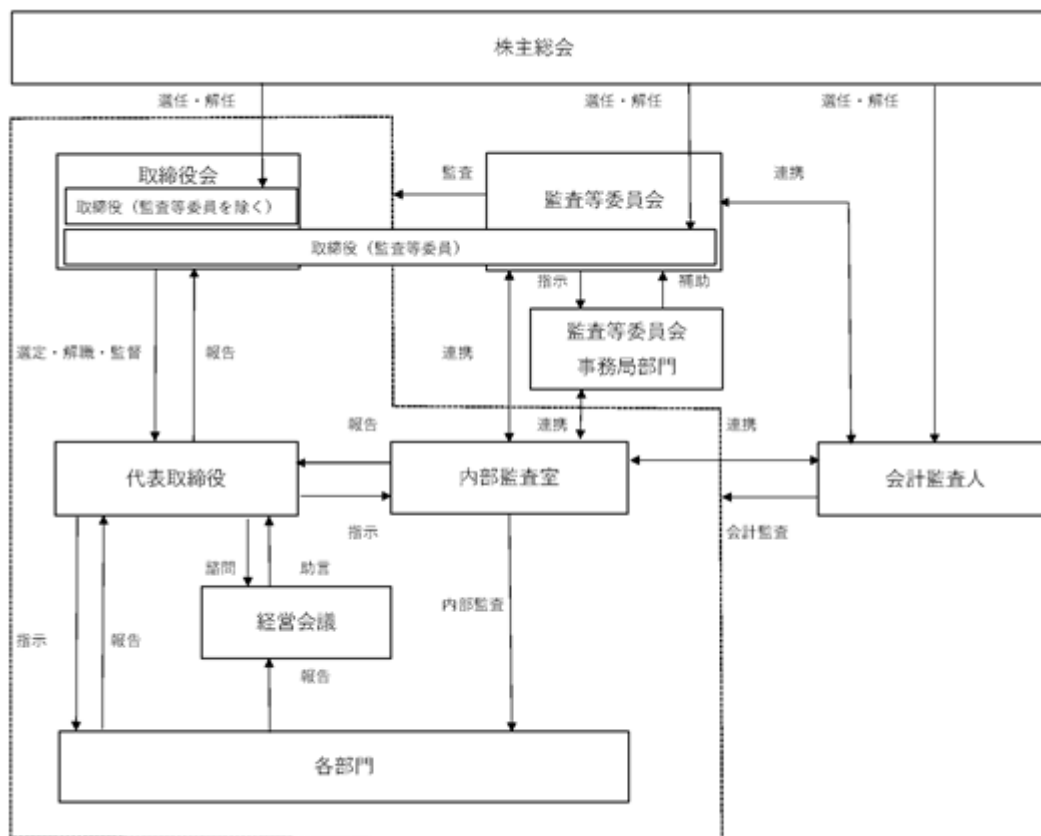 株主総会
選任・解任
選任・解任
選任・解任
取締役会
取締役（監査等委員を除く）
監査
監査等委員会
連携
取締役（監査等委員）
指示
補助
監査等委員会
事務局部門
選定・解職・監督
報告
連携
報告
連携
連携
代表取締役
内部監査室
会計監査人
指示
会計監査
諮問
助言
内部監査
経営会議
指示
報告
報告
各部門